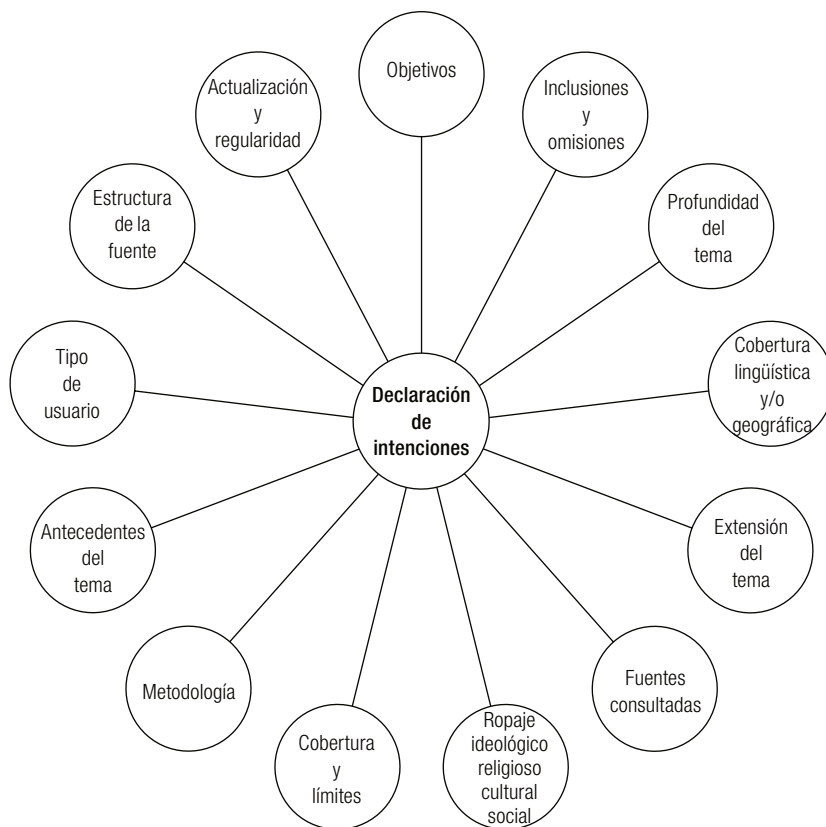 Objetivos
Inclusiones
y
omisiones
Profundidad
del
tema
Cobertura
lingüística
y/o
geográfica
Extensión
del
tema
Fuentes
consultadas
Ropaje
ideológico
religioso
cultural
social
Cobertura
y
límites
Metodología
Antecedentes
del
tema
Tipo
de
usuario
Estructura
de la
fuente
Actualización
y
regularidad
Declaración
de
intenciones